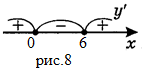 y'
+ − +
0 6 x
рис.8